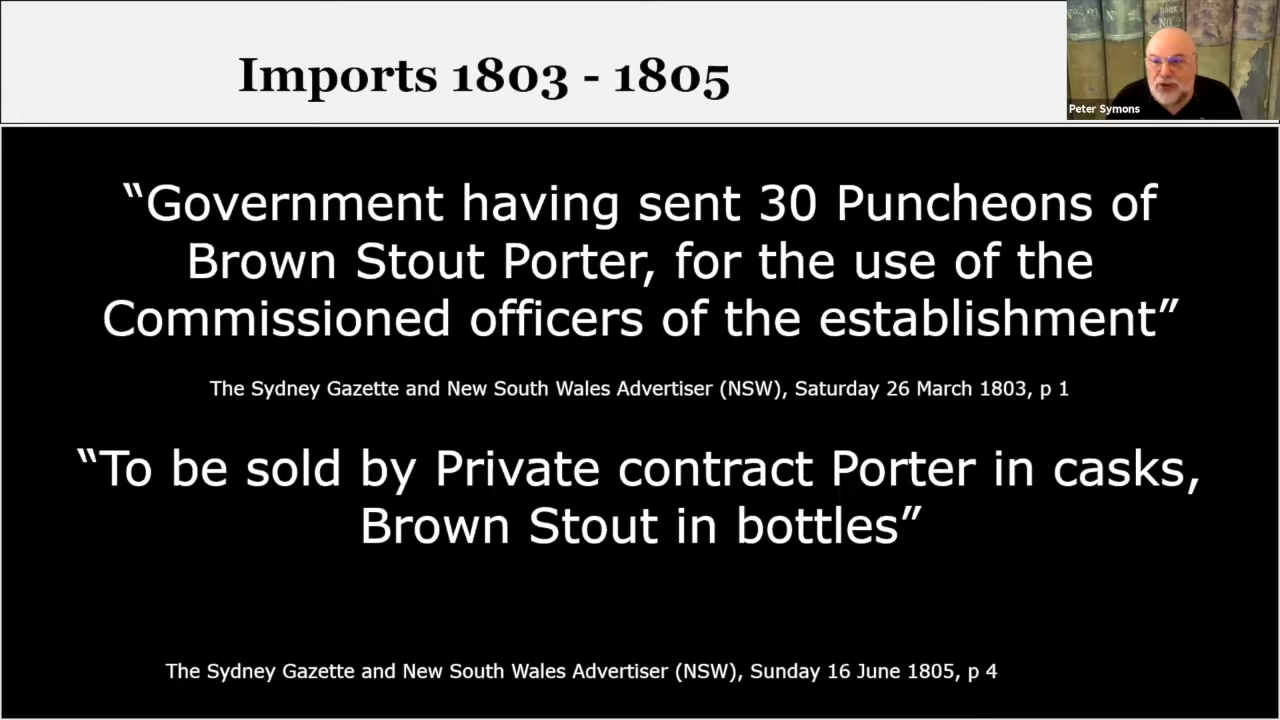 Imports 1803 - 1805
Peter Symons
“Government having sent 30 Puncheons of
Brown Stout Porter, for the use of the
Commissioned officers of the establishment”
The Sydney Gazette and New South Wales Advertiser (NSW), Saturday 26 March 1803, p 1
“To be sold by Private contract Porter in casks,
Brown Stout in bottles”
The Sydney Gazette and New South Wales Advertiser (NSW), Sunday 16 June 1805, p 4